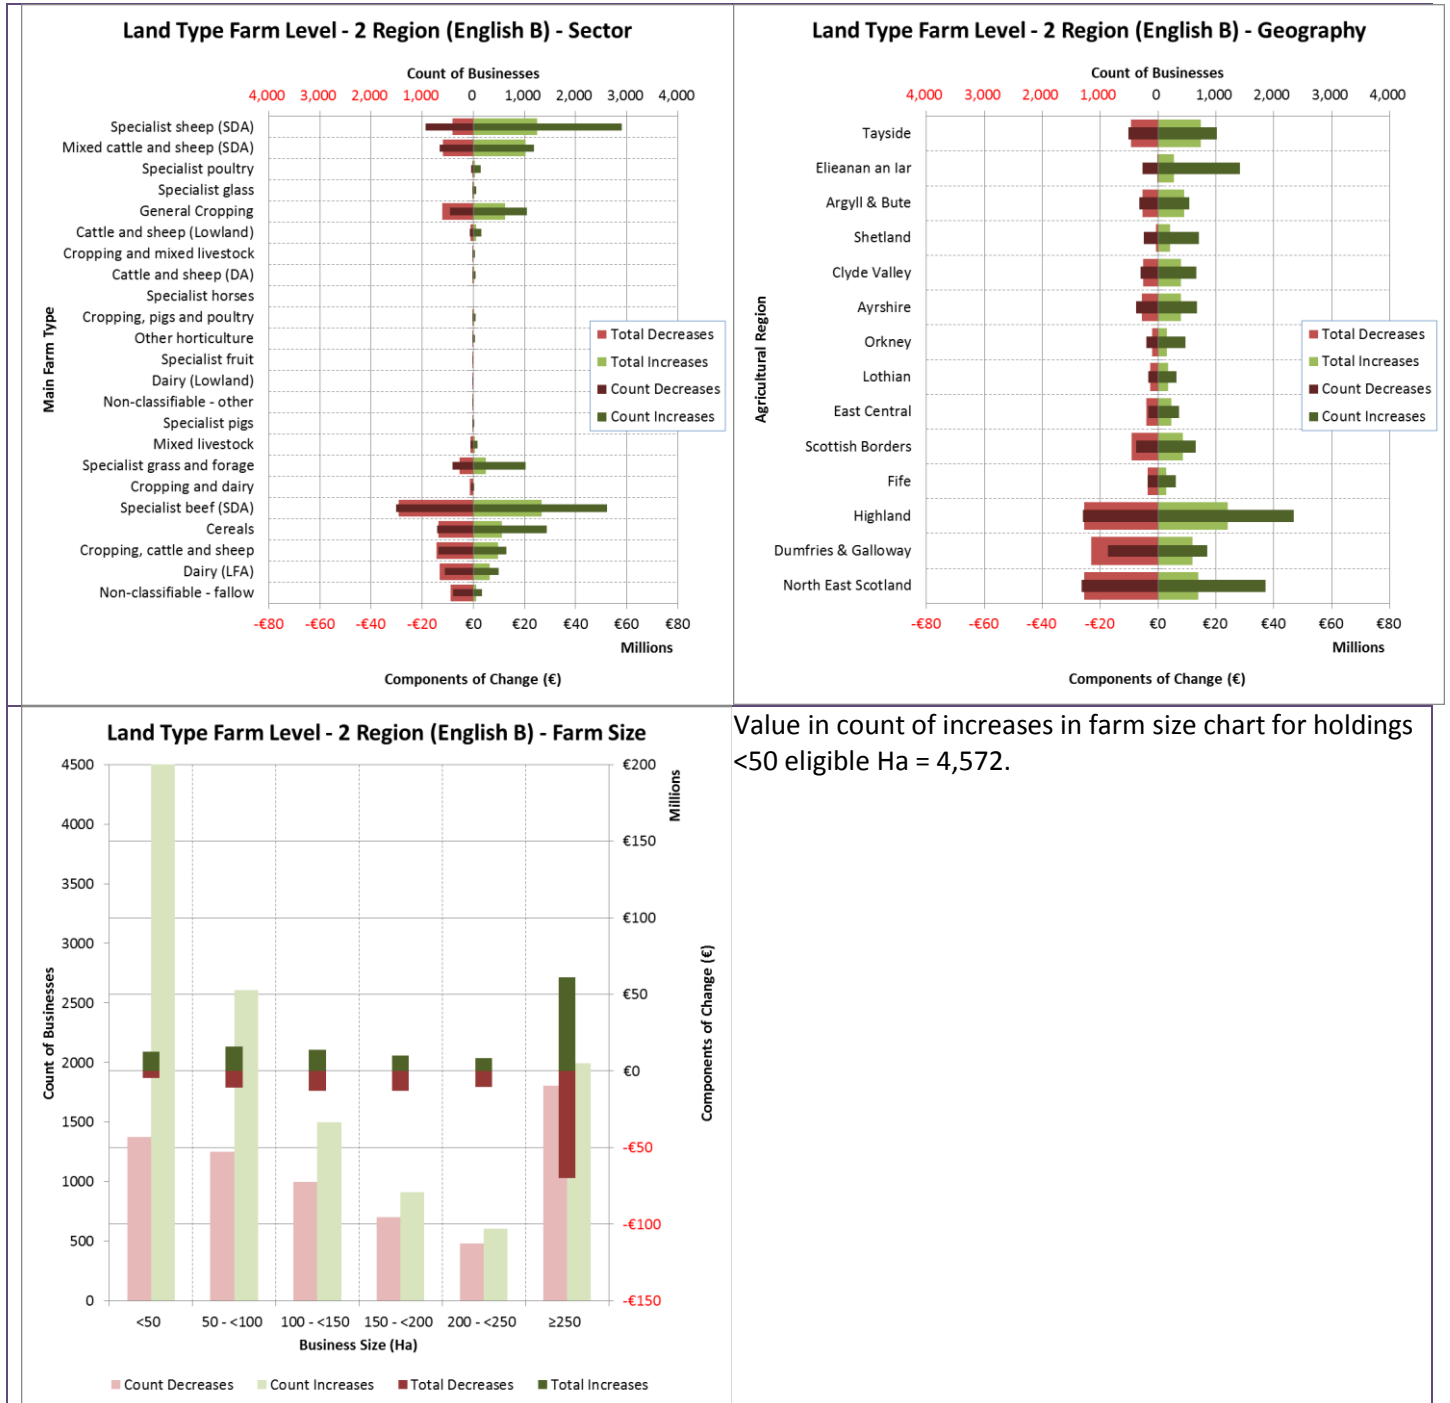 Land Type Farm Level - 2 Region (English B) - Sector
Count of Businesses
4,000 3,000 2,000 1,000 0 1,000 2,000 3,000 4,000
Main Farm Type
Specialist sheep (SDA)
Mixed cattle and sheep (SDA)
Specialist poultry
Specialist glass
General Cropping
Cattle and sheep (Lowland)
Cropping and mixed livestock
Cattle and sheep (DA)
Specialist horses
Cropping, pigs and poultry
Other horticulture
Specialist fruit
Dairy (Lowland)
Non-classifiable - other
Specialist pigs
Mixed livestock
Specialist grass and forage
Cropping and dairy
Specialist beef (SDA)
Cereals
Cropping, cattle and sheep
Dairy (LFA)
Non-classifiable - fallow
Total Decreases
Total Increases
Count Decreases
Count Increases
-€80 -€60 -€40 -€20 €0 €20 €40 €60 €80
Millions
Components of Change (€)
Land Type Farm Level - 2 Region (English B) - Geography
Count of Businesses
4,000 3,000 2,000 1,000 0 1,000 2,000 3,000 4,000
Agricultural Region
Tayside
Elieanan an Iar
Argyll & Bute
Shetland
Clyde Valley
Ayrshire
Orkney
Lothian
East Central
Scottish Borders
Fife
Highland
Dumfries & Galloway
North East Scotland
Total Decreases
Total Increases
Count Decreases
Count Increases
-€80 -€60 -€40 -€20 €0 €20 €40 €60 €80
Millions
Components of Change (€)
Land Type Farm Level - 2 Region (English B) - Farm Size
Count of Businesses
4500
4000
3500
3000
2500
2000
1500
1000
500
0
€200
€150
€100
€50
€0
-€50
-€100
-€150
Millions
Components of Change (€)
<50 50 - <100 100 - <150 150 - <200 200 - <250 ≥250
Business Size (Ha)
Count Decreases Count Increases Total Decreases Total Increases
Value in count of increases in farm size chart for holdings
<50 eligible Ha = 4,572.